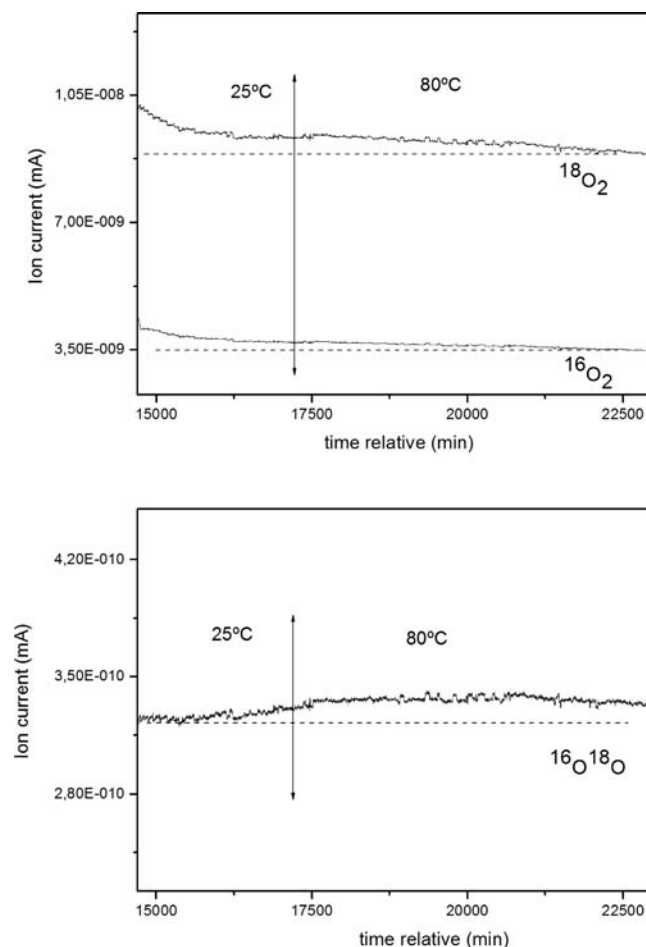 1,05E-008
25ºC
80ºC
7,00E-009
Ion current (mA)
¹⁸O₂
3,50E-009
¹⁶O₂
15000 17500 20000 22500
time relative (min)
4,20E-010
25ºC
80ºC
3,50E-010
Ion current (mA)
¹⁶O¹⁸O
2,80E-010
15000 17500 20000 22500
time relative (min)